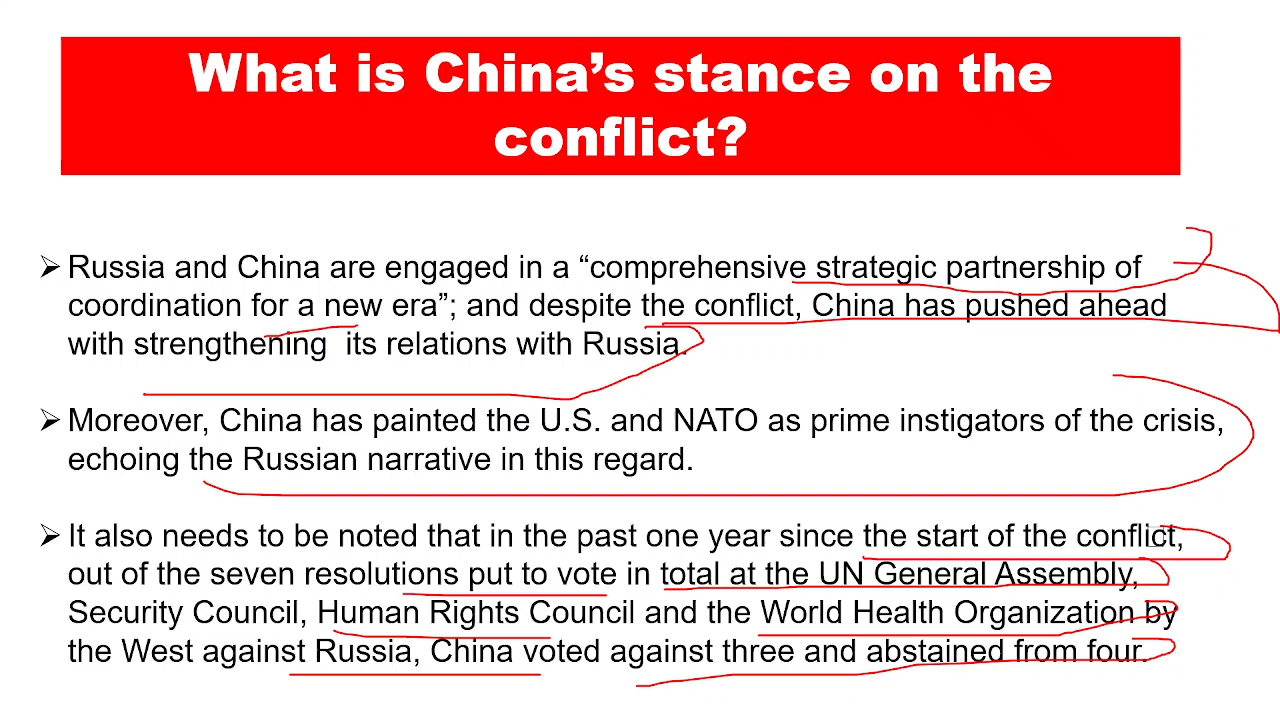 What is China’s stance on the
conflict?
➢ Russia and China are engaged in a “comprehensive strategic partnership of
coordination for a new era”; and despite the conflict, China has pushed ahead
with strengthening its relations with Russia.
➢ Moreover, China has painted the U.S. and NATO as prime instigators of the crisis,
echoing the Russian narrative in this regard.
➢ It also needs to be noted that in the past one year since the start of the conflict,
out of the seven resolutions put to vote in total at the UN General Assembly,
Security Council, Human Rights Council and the World Health Organization by
the West against Russia, China voted against three and abstained from four.